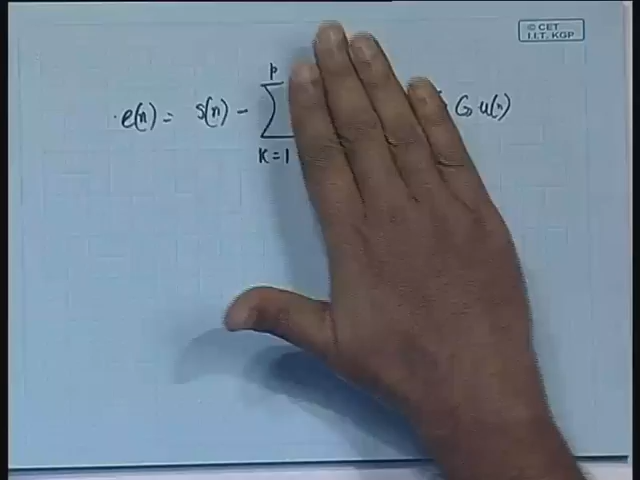 © CET
I.I.T. KGP
e(n) = s(n) - Σ G u(n)
p
K=1